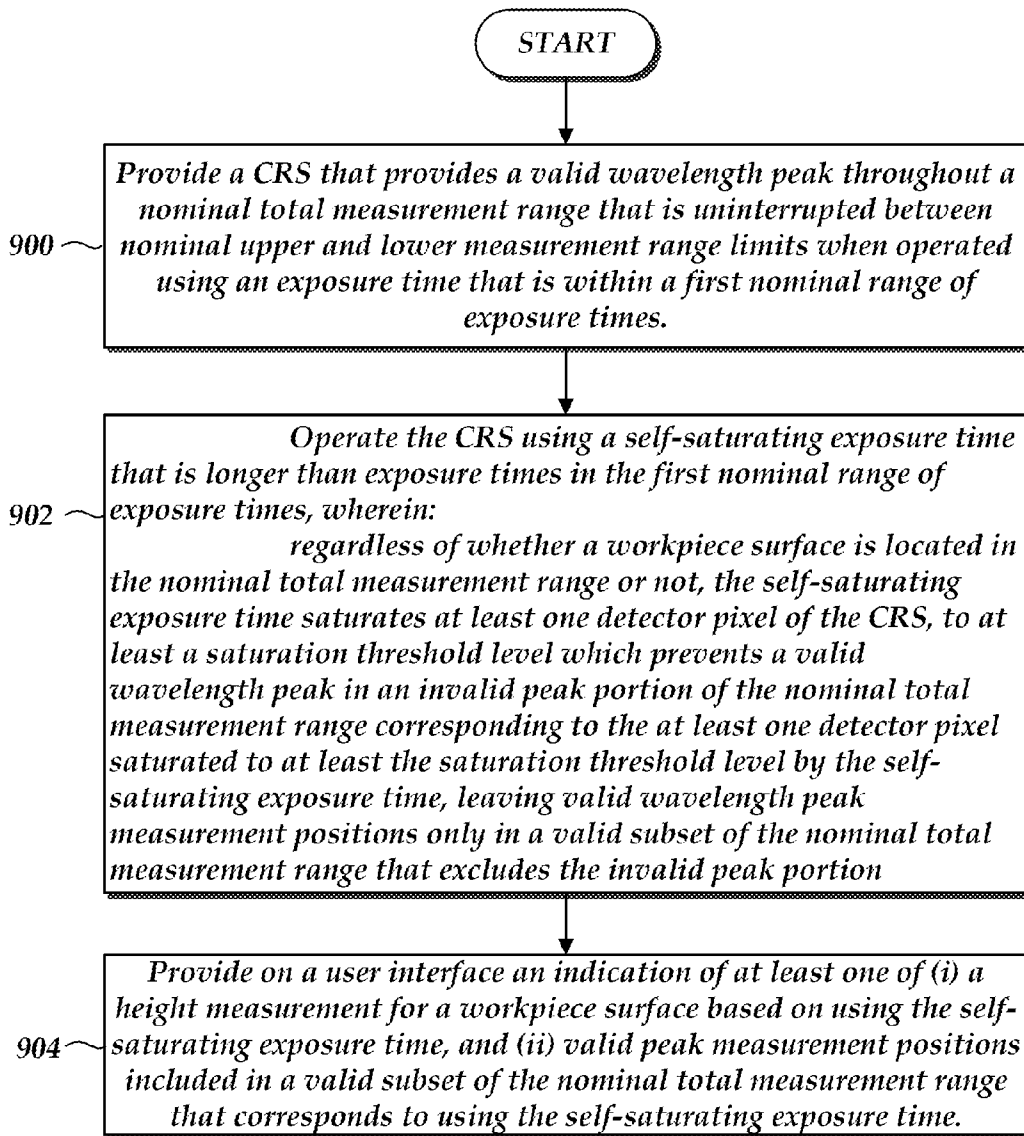 START
Provide a CRS that provides a valid wavelength peak throughout a
nominal total measurement range that is uninterrupted between
900
nominal upper and lower measurement range limits when operated
using an exposure time that is within a first nominal range of
exposure times.
Operate the CRS using a self-saturating exposure time
that is longer than exposure times in the first nominal range of
902
exposure times, wherein:
regardless of whether a workpiece surface is located in
the nominal total measurement range or not, the self-saturating
exposure time saturates at least one detector pixel of the CRS, to at
least a saturation threshold level which prevents a valid
wavelength peak in an invalid peak portion of the nominal total
measurement range corresponding to the at least one detector pixel
saturated to at least the saturation threshold level by the self-
saturating exposure time, leaving valid wavelength peak
measurement positions only in a valid subset of the nominal total
measurement range that excludes the invalid peak portion
Provide on a user interface an indication of at least one of (i) a
height measurement for a workpiece surface based on using the self-
904
saturating exposure time, and (ii) valid peak measurement positions
included in a valid subset of the nominal total measurement range
that corresponds to using the self-saturating exposure time.